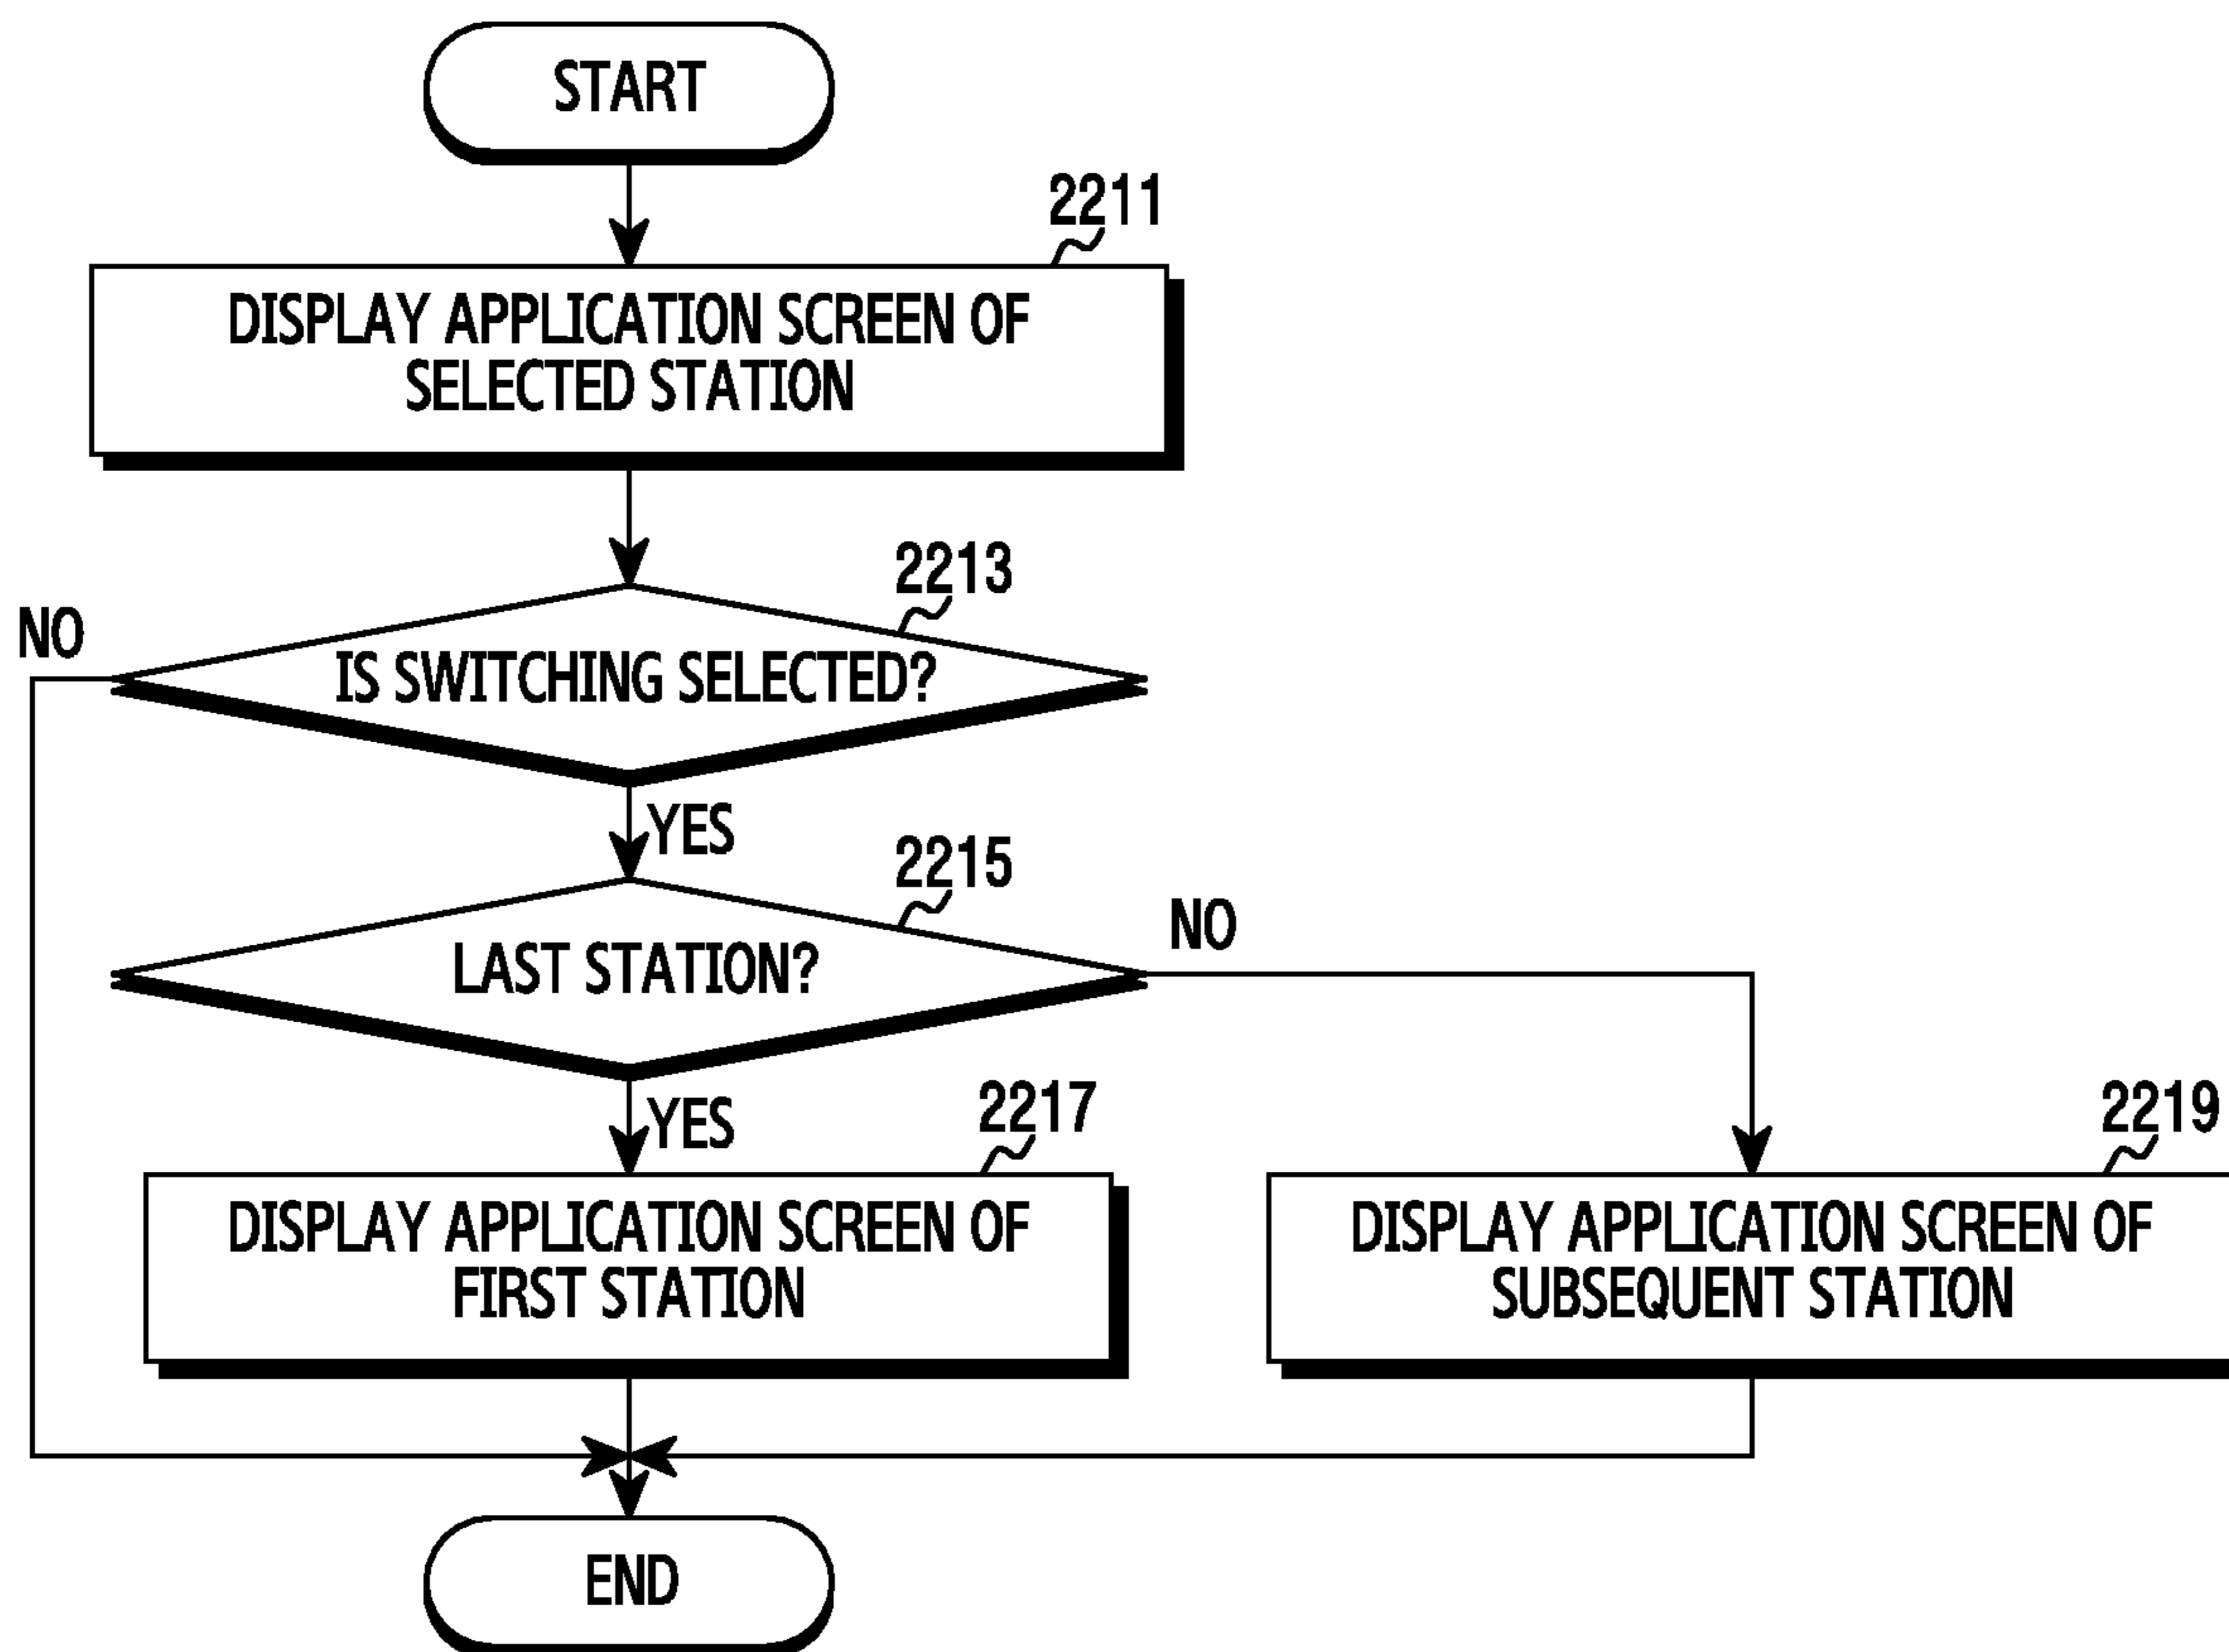 START
2211
DISPLAY APPLICATION SCREEN OF
SELECTED STATION
2213
NO
IS SWITCHING SELECTED?
YES
2215
NO
LAST STATION?
YES
2217
2219
DISPLAY APPLICATION SCREEN OF
FIRST STATION
DISPLAY APPLICATION SCREEN OF
SUBSEQUENT STATION
END